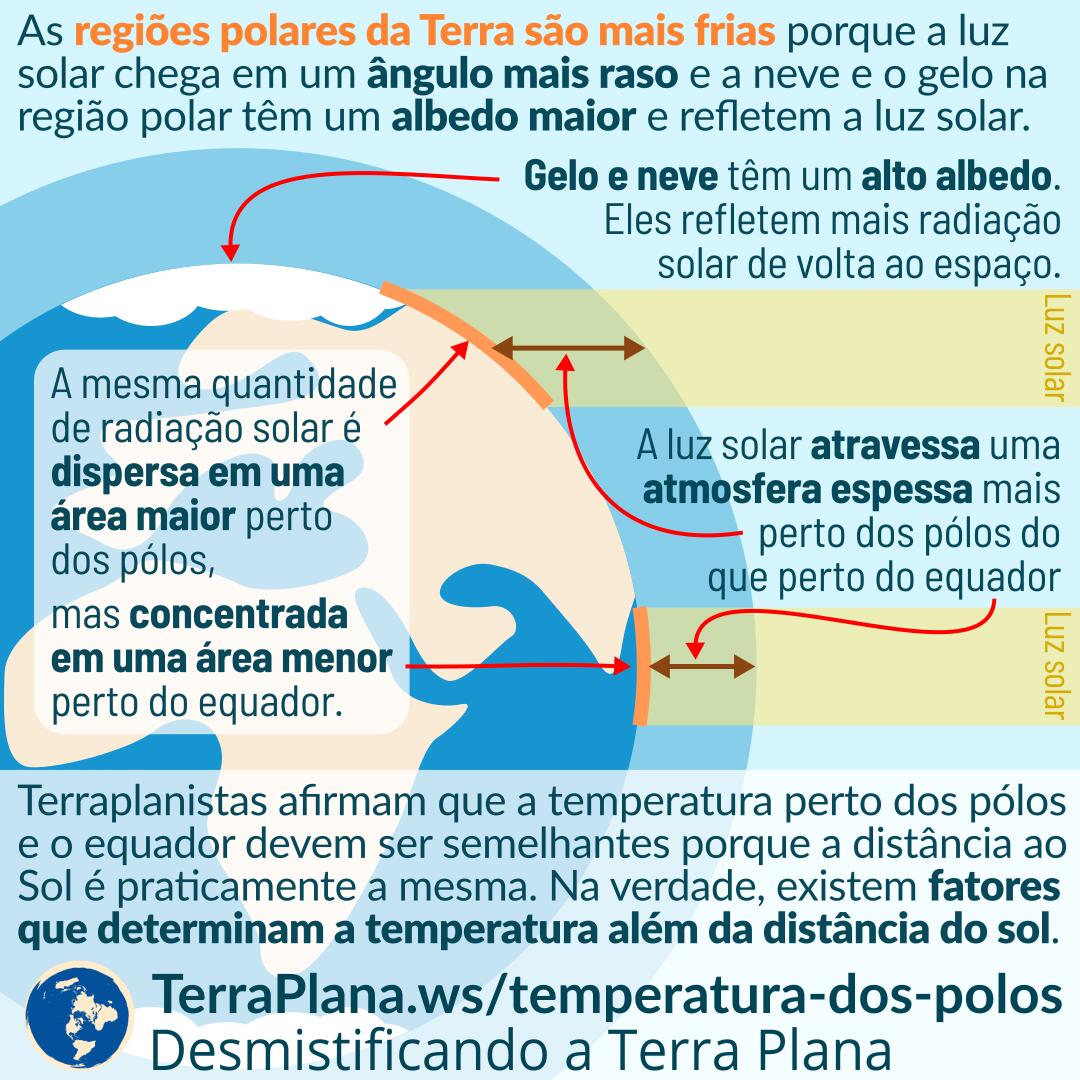 As regiões polares da Terra são mais frias porque a luz
solar chega em um ângulo mais raso e a neve e o gelo na
região polar têm um albedo maior e refletem a luz solar.
Gelo e neve têm um alto albedo.
Eles refletem mais radiação
solar de volta ao espaço.
Luz solar
A mesma quantidade
de radiação solar é
dispersa em uma
área maior perto
dos pólos,
mas concentrada
em uma área menor
perto do equador.
A luz solar atravessa uma
atmosfera espessa mais
perto dos pólos do
que perto do equador
Luz solar
Terraplanistas afirmam que a temperatura perto dos pólos
e o equador devem ser semelhantes porque a distância ao
Sol é praticamente a mesma. Na verdade, existem fatores
que determinam a temperatura além da distância do sol.
TerraPlana.ws/temperatura-dos-polos
Desmistificando a Terra Plana